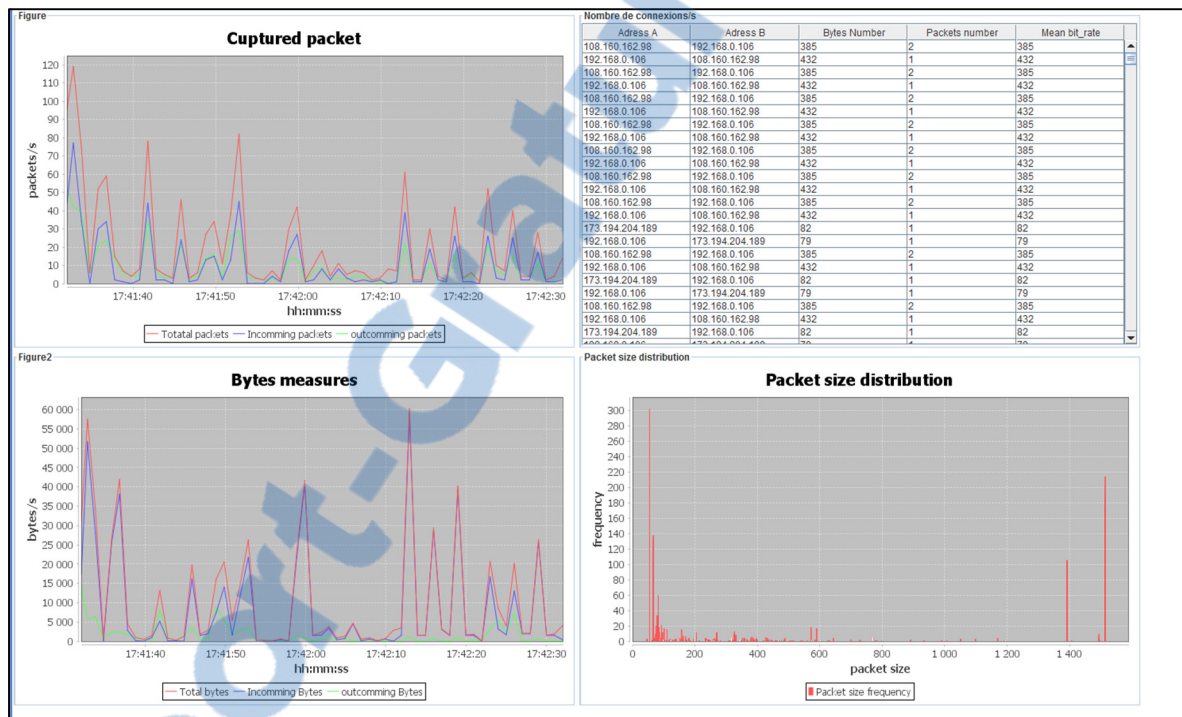 Figure
Cuptured packet
packets/s
120
110
100
90
80
70
60
50
40
30
20
10
0
17:41:40 17:41:50 17:42:00 17:42:10 17:42:20 17:42:30
hh:mm:ss
Totatal packets Incomming packets outcomming packets
Nombre de connexions/s
Adress A Adress B Bytes Number Packets number Mean bit_rate
108.160.162.98 192.168.0.106 385 2 385
192.168.0.106 108.160.162.98 432 1 432
108.160.162.98 192.168.0.106 385 2 385
192.168.0.106 108.160.162.98 432 1 432
108.160.162.98 192.168.0.106 385 2 385
192.168.0.106 108.160.162.98 432 1 432
108.160.162.98 192.168.0.106 385 2 385
192.168.0.106 108.160.162.98 432 1 432
108.160.162.98 192.168.0.106 385 2 385
192.168.0.106 108.160.162.98 432 1 432
108.160.162.98 192.168.0.106 385 2 385
192.168.0.106 108.160.162.98 432 1 432
108.160.162.98 192.168.0.106 385 2 385
192.168.0.106 108.160.162.98 432 1 432
173.194.204.189 192.168.0.106 82 1 82
192.168.0.106 173.194.204.189 79 1 79
108.160.162.98 192.168.0.106 385 2 385
192.168.0.106 108.160.162.98 432 1 432
173.194.204.189 192.168.0.106 82 1 82
192.168.0.106 173.194.204.189 79 1 79
108.160.162.98 192.168.0.106 385 2 385
192.168.0.106 108.160.162.98 432 1 432
173.194.204.189 192.168.0.106 82 1 82
Figure2
Bytes measures
bytes/s
60 000
55 000
50 000
45 000
40 000
35 000
30 000
25 000
20 000
15 000
10 000
5 000
0
17:41:40 17:41:50 17:42:00 17:42:10 17:42:20 17:42:30
hh:mm:ss
Total bytes Incomming Bytes outcomming Bytes
Packet size distribution
Packet size distribution
frequency
300
280
260
240
220
200
180
160
140
120
100
80
60
40
20
0
0 200 400 600 800 1 000 1 200 1 400
packet size
Packet size frequency